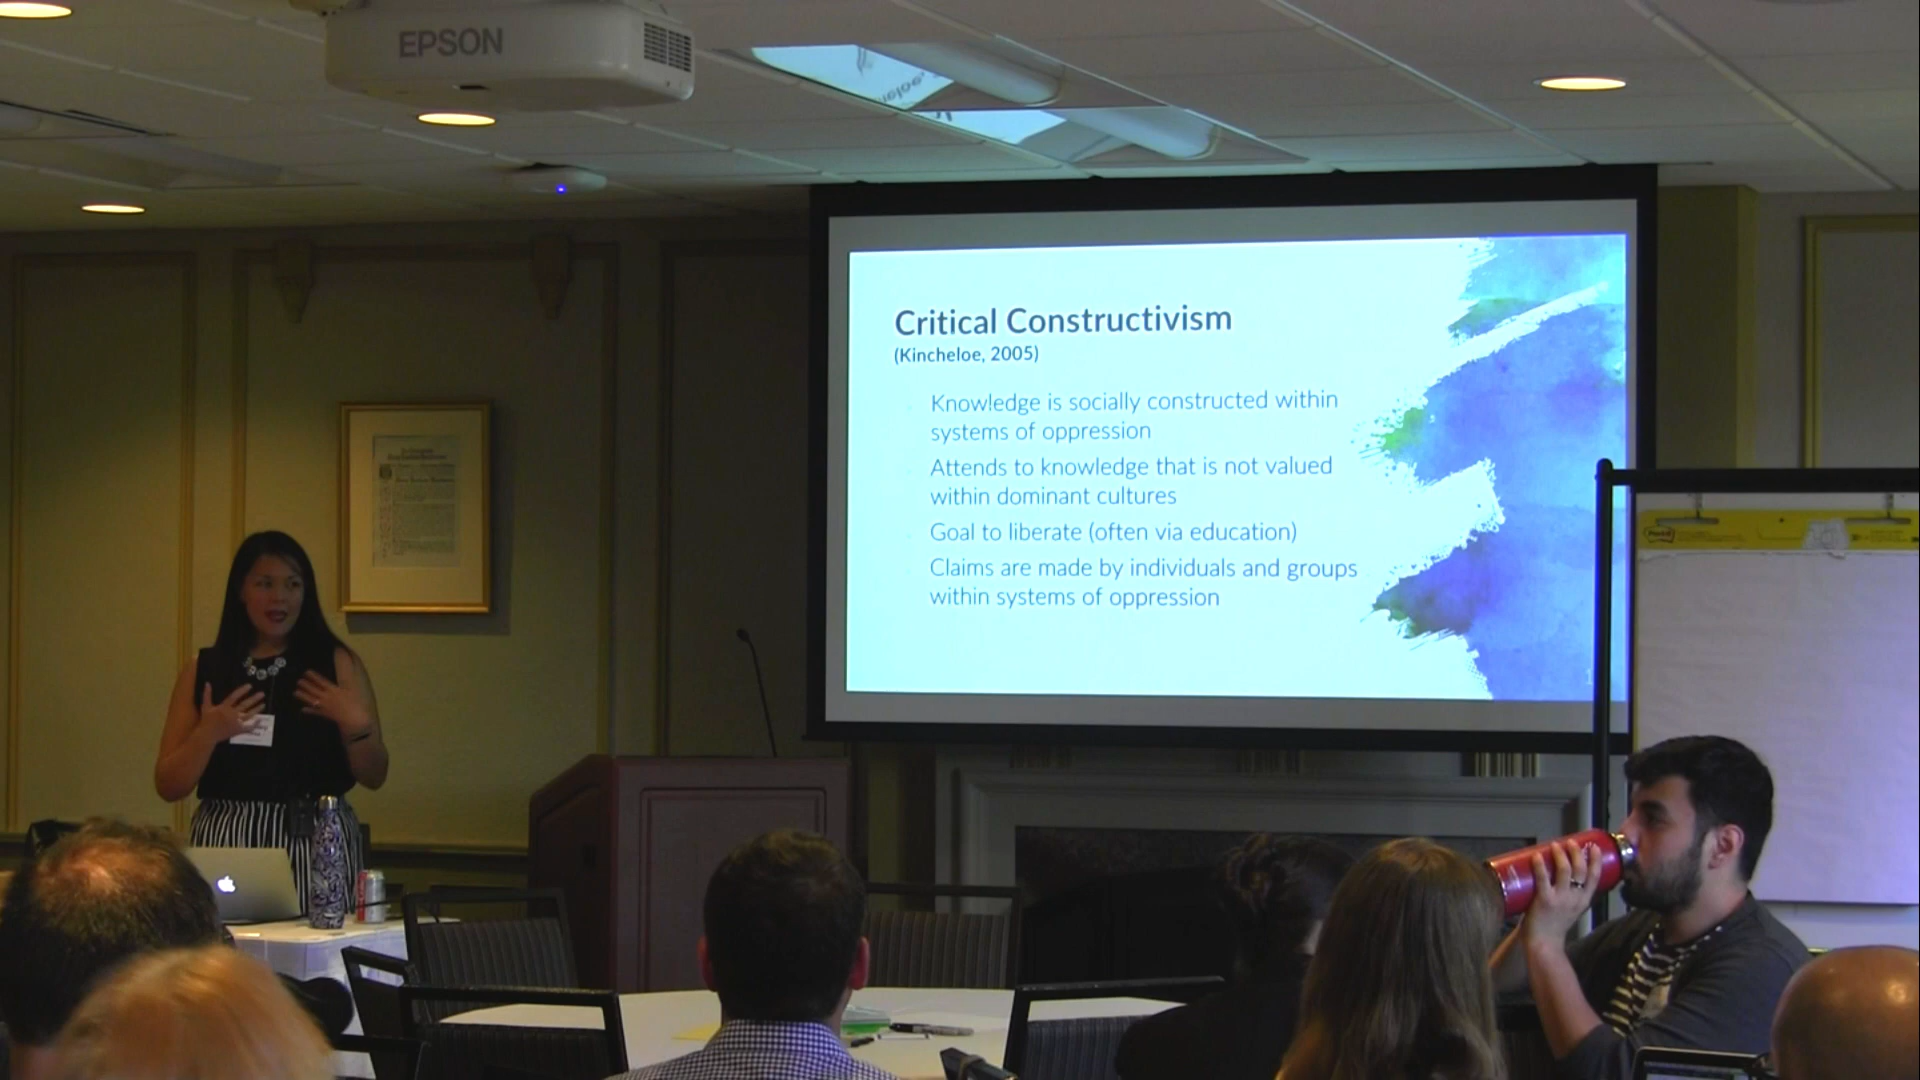 EPSON
Critical Constructivism
(Kincheloe, 2005)
Knowledge is socially constructed within
systems of oppression
Attends to knowledge that is not valued
within dominant cultures
Goal to liberate (often via education)
Claims are made by individuals and groups
within systems of oppression